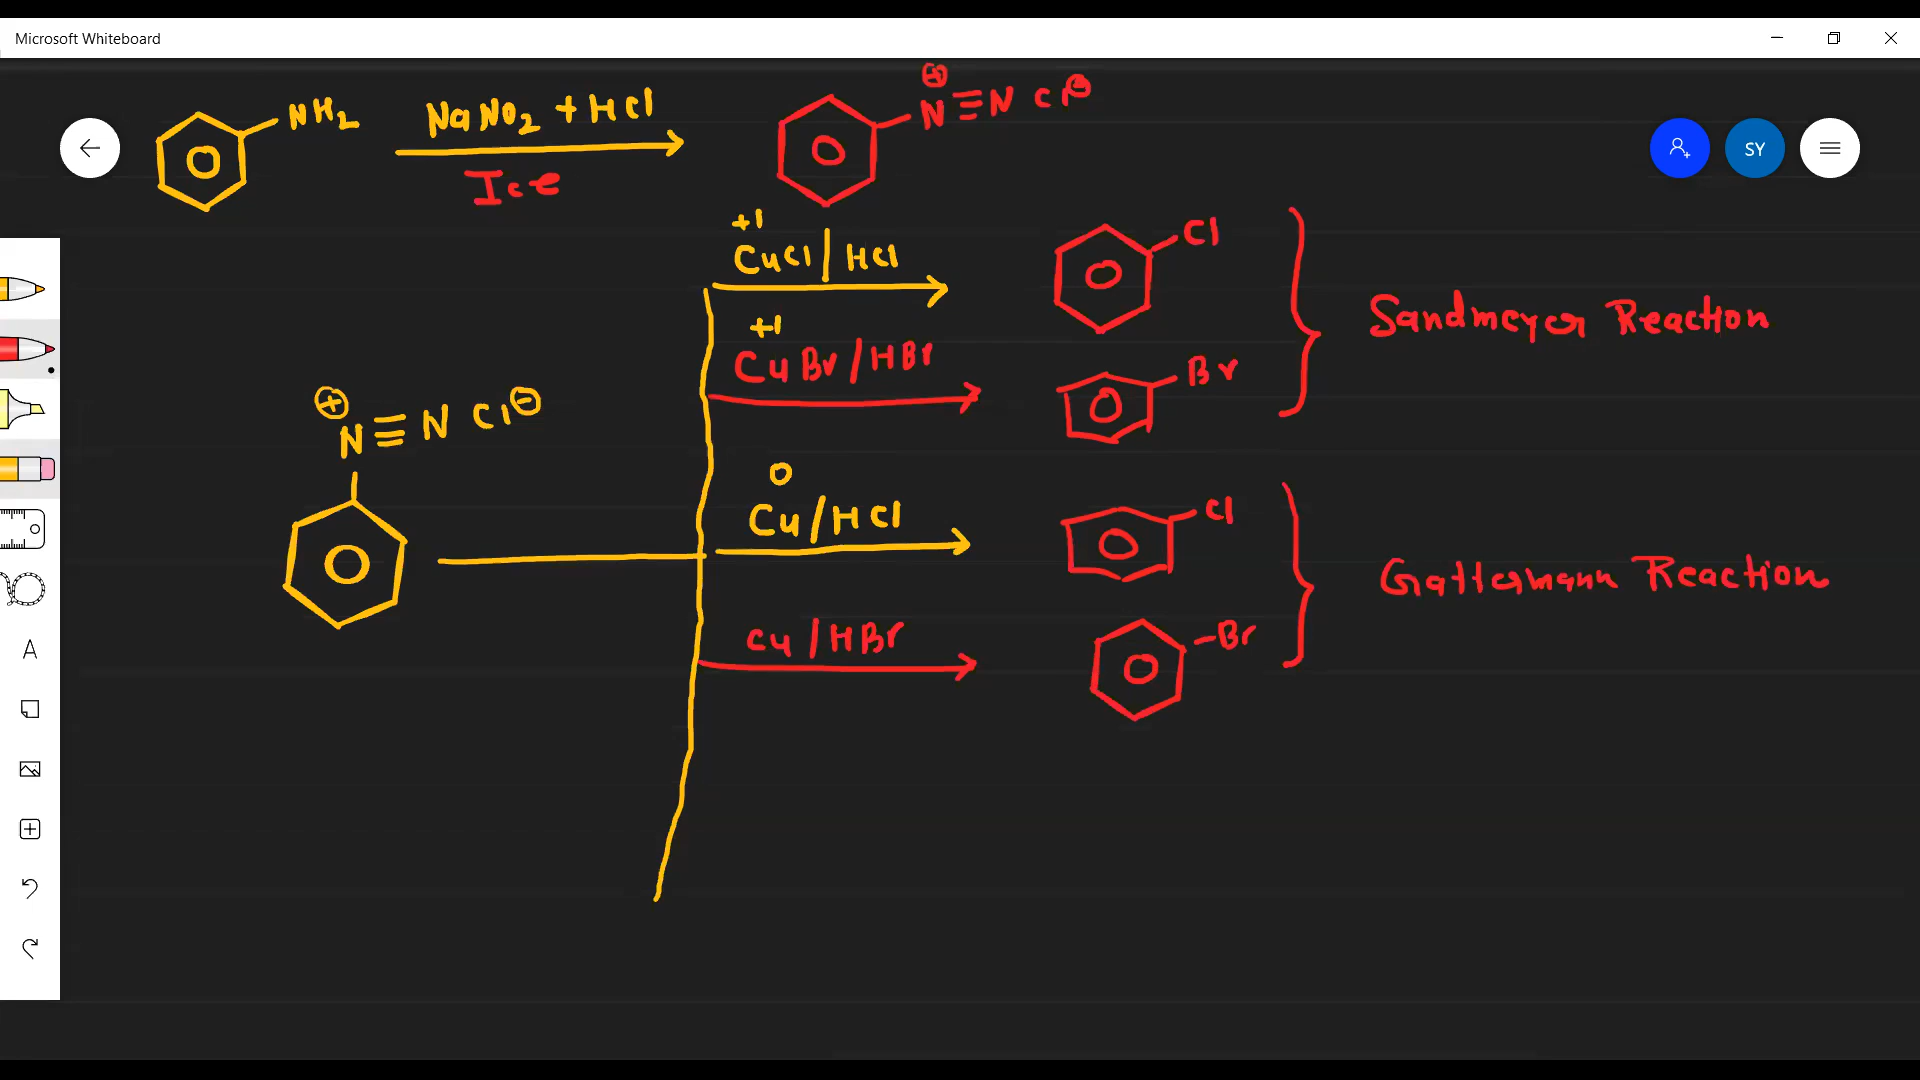 Microsoft Whiteboard
NH2 NaNO2 + HCl N≡N Cl
⊕ ⊖
Ice
SY
+1
CuCl / HCl Cl
+1
CuBr / HBr Br
Sandmeyer Reaction
⊕ ⊖
N≡N Cl
0
Cu / HCl Cl
Gattermann Reaction
Cu / HBr -Br
A